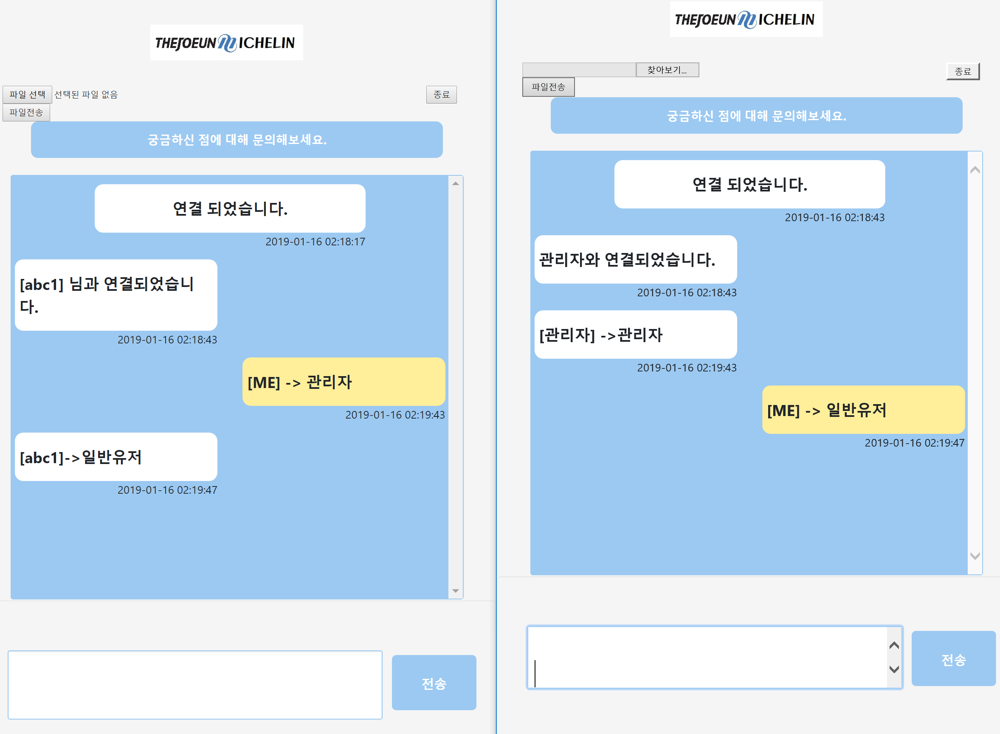 THEJOEUN MICHELIN
파일 선택 선택된 파일 없음
종료
파일전송
궁금하신 점에 대해 문의해보세요.
연결 되었습니다.
2019-01-16 02:18:17
[abc1] 님과 연결되었습니
다.
2019-01-16 02:18:43
[ME] -> 관리자
2019-01-16 02:19:43
[abc1]->일반유저
2019-01-16 02:19:47
전송
THEJOEUN MICHELIN
찾아보기...
종료
파일전송
궁금하신 점에 대해 문의해보세요.
연결 되었습니다.
2019-01-16 02:18:43
관리자와 연결되었습니다.
2019-01-16 02:18:43
[관리자] ->관리자
2019-01-16 02:19:43
[ME] -> 일반유저
2019-01-16 02:19:47
전송